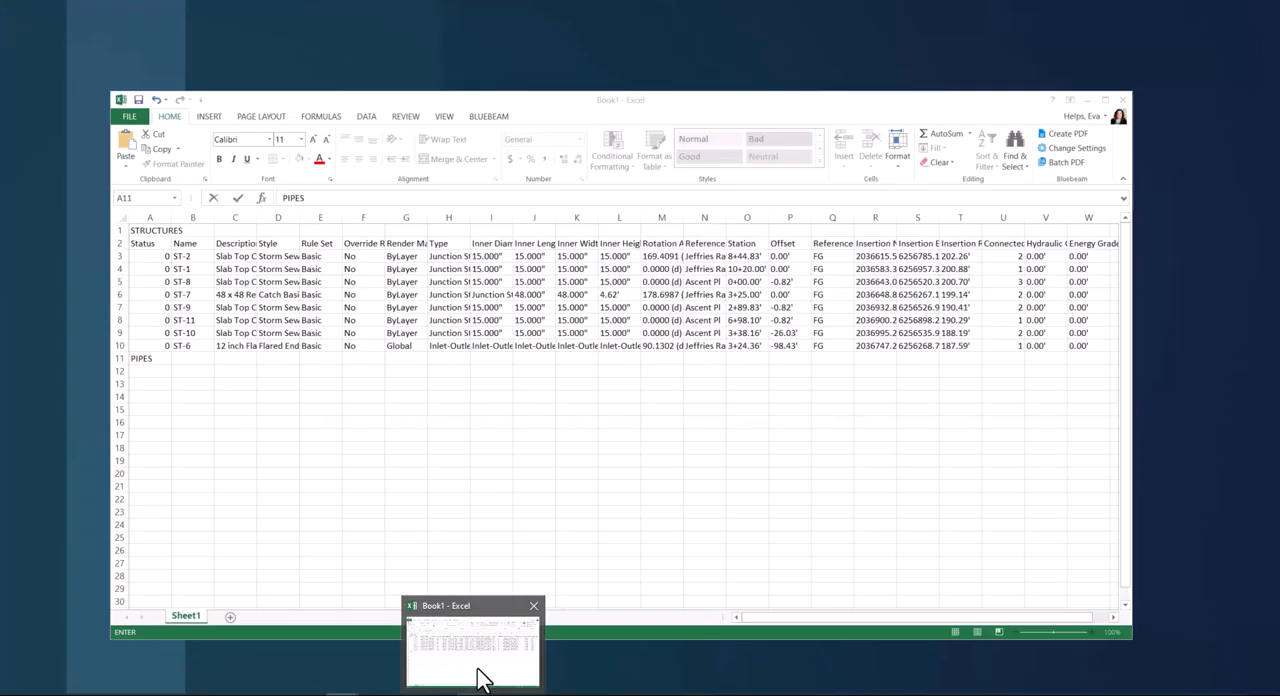 Book1 - Excel
FILE HOME INSERT PAGE LAYOUT FORMULAS DATA REVIEW VIEW BLUEBEAM Helps, Eva
Cut Calibri 11 Wrap Text General Normal Bad AutoSum Create PDF
Copy Fill Change Settings
Paste Format Painter Merge & Center $ % , Conditional Formatting Format as Table Good Neutral Insert Delete Format Clear Sort & Filter Find & Select Batch PDF
Clipboard Font Alignment Number Styles Cells Editing Bluebeam
A11 fx PIPES
A B C D E F G H I J K L M N O P Q R S T U V W
1 STRUCTURES
2 Status Name Description Style Rule Set Override R Render Ma Type Inner Diam Inner Leng Inner Widt Inner Heig Rotation A Reference Station Offset Reference Insertion N Insertion E Insertion F Connected Hydraulic G Energy Grade
3 0 ST-2 Slab Top C Storm Sew Basic No ByLayer Junction St 15.000" 15.000" 15.000" 15.000" 169.4091 ( Jeffries Ra 8+44.83' 0.00' FG 2036615.5 6256785.1 202.26' 2 0.00' 0.00'
4 0 ST-1 Slab Top C Storm Sew Basic No ByLayer Junction St 15.000" 15.000" 15.000" 15.000" 0.0000 (d) Jeffries Ra 10+20.00' 0.00' FG 2036583.3 6256957.3 200.88' 1 0.00' 0.00'
5 0 ST-8 Slab Top C Storm Sew Basic No ByLayer Junction St 15.000" 15.000" 15.000" 15.000" 0.0000 (d) Ascent Pl 0+00.00' -0.82' FG 2036643.0 6256520.3 200.70' 3 0.00' 0.00'
6 0 ST-7 48 x 48 Re Catch Basi Basic No ByLayer Junction St 48.000" 48.000" 48.000" 4.62' 178.6987 ( Jeffries Ra 3+25.00' 0.00' FG 2036648.8 6256267.1 199.14' 2 0.00' 0.00'
7 0 ST-9 Slab Top C Storm Sew Basic No ByLayer Junction St 15.000" 15.000" 15.000" 15.000" 0.0000 (d) Ascent Pl 2+89.83' -0.82' FG 2036932.8 6256526.9 190.41' 2 0.00' 0.00'
8 0 ST-11 Slab Top C Storm Sew Basic No ByLayer Junction St 15.000" 15.000" 15.000" 15.000" 0.0000 (d) Ascent Pl 6+98.10' -0.82' FG 2036900.2 6256928.8 190.29' 1 0.00' 0.00'
9 0 ST-10 Slab Top C Storm Sew Basic No ByLayer Junction St 15.000" 15.000" 15.000" 15.000" 0.0000 (d) Ascent Pl 3+38.16' -26.03' FG 2036995.2 6256535.9 188.19' 2 0.00' 0.00'
10 0 ST-6 12 inch Fla Flared End Basic No Global Inlet-Outle Inlet-Outle Inlet-Outle Inlet-Outle Inlet-Outle 90.1302 (d Jeffries Ra 3+24.36' -98.43' FG 2036747.2 6256268.7 187.59' 1 0.00' 0.00'
11 PIPES
12
13
14
15
16
17
18
19
20
21
22
23
24
25
26
27
28
29
30
Book1 - Excel
Sheet1
ENTER 100%